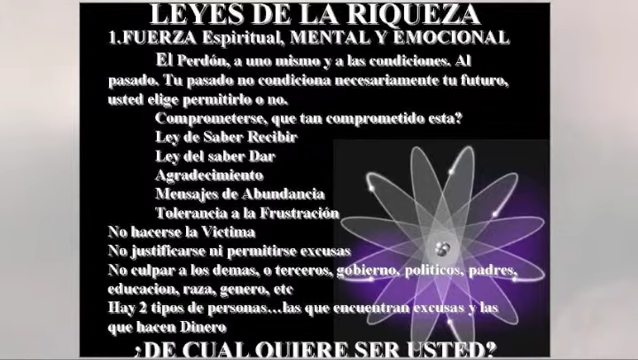 LEYES DE LA RIQUEZA
1.FUERZA Espiritual, MENTAL Y EMOCIONAL
El Perdón, a uno mismo y a las condiciones. Al
pasado. Tu pasado no condiciona necesariamente tu futuro,
usted elige permitirlo o no.
Comprometerse, que tan comprometido esta?
Ley de Saber Recibir
Ley del saber Dar
Agradecimiento
Mensajes de Abundancia
Tolerancia a la Frustración
No hacerse la Victima
No justificarse ni permitirse excusas
No culpar a los demas, o terceros, gobierno, politicos, padres,
educacion, raza, genero, etc
Hay 2 tipos de personas...las que encuentran excusas y las
que hacen Dinero
¿DE CUAL QUIERE SER USTED?